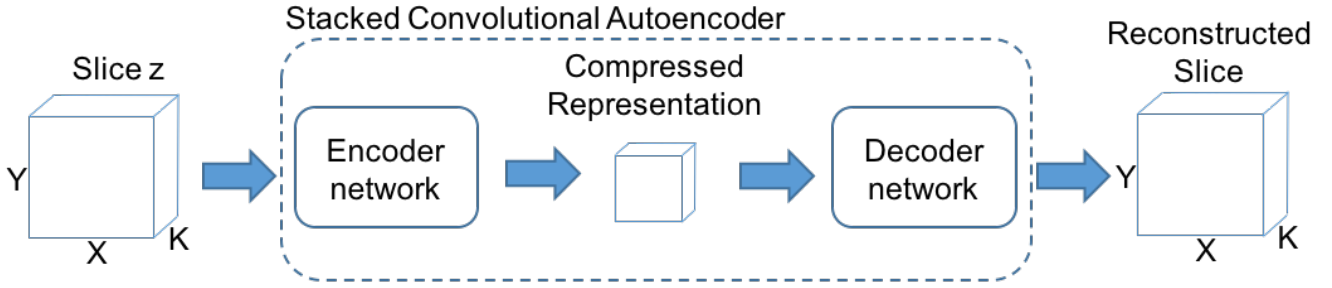 Stacked Convolutional Autoencoder
Slice z
Y
X
K
Encoder
network
Compressed
Representation
Decoder
network
Reconstructed
Slice
Y
X
K